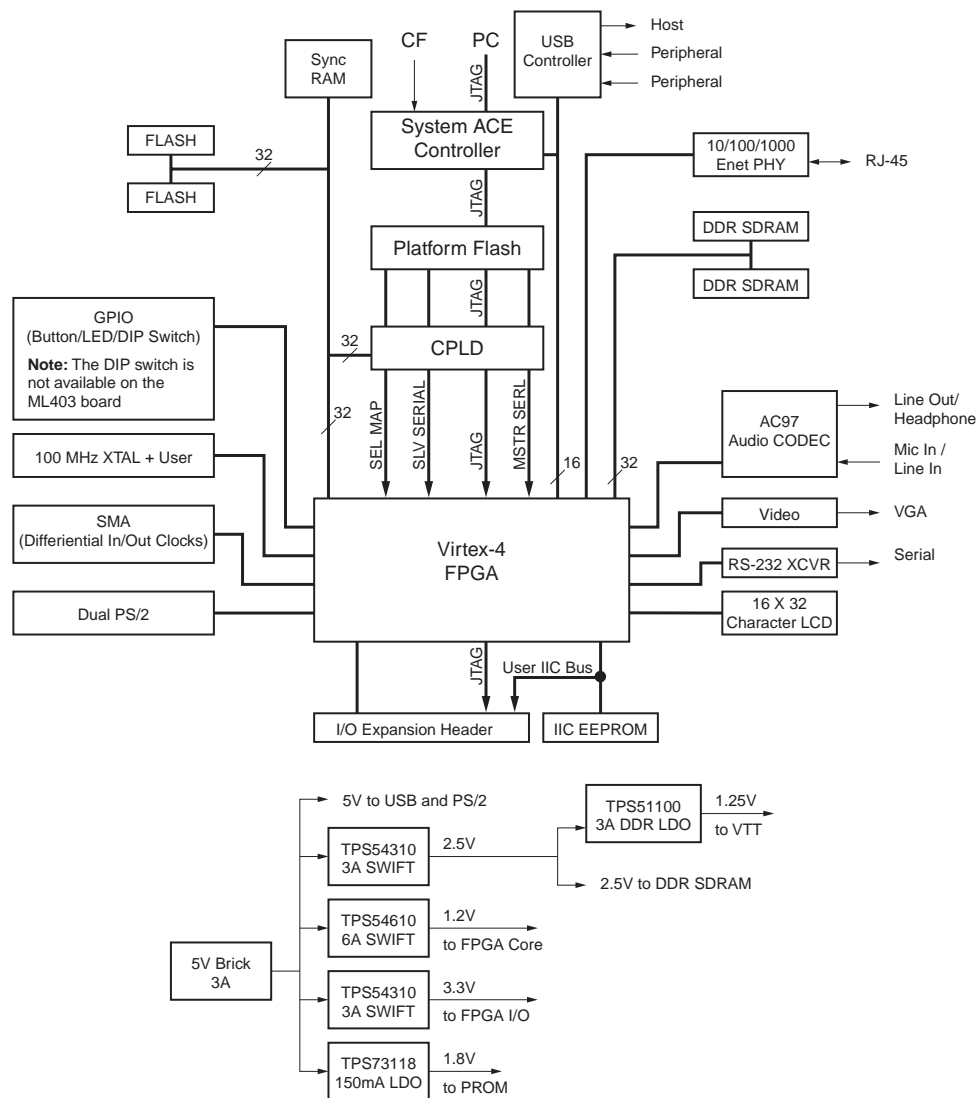 CF
PC
USB
Controller
Host
Peripheral
Peripheral
Sync
RAM
JTAG
System ACE
Controller
FLASH
FLASH
32
10/100/1000
Enet PHY
RJ-45
JTAG
Platform Flash
DDR SDRAM
DDR SDRAM
GPIO
(Button/LED/DIP Switch)
Note: The DIP switch is
not available on the
ML403 board
JTAG
32
CPLD
32
SEL MAP
SLV SERIAL
JTAG
MSTR SERL
16
32
AC97
Audio CODEC
Line Out/
Headphone
Mic In /
Line In
100 MHz XTAL + User
SMA
(Differiential In/Out Clocks)
Dual PS/2
Virtex-4
FPGA
Video
VGA
RS-232 XCVR
Serial
16 X 32
Character LCD
JTAG
User IIC Bus
I/O Expansion Header
IIC EEPROM
5V to USB and PS/2
TPS54310
3A SWIFT
2.5V
TPS51100
3A DDR LDO
1.25V
to VTT
2.5V to DDR SDRAM
TPS54610
6A SWIFT
1.2V
to FPGA Core
5V Brick
3A
TPS54310
3A SWIFT
3.3V
to FPGA I/O
TPS73118
150mA LDO
1.8V
to PROM